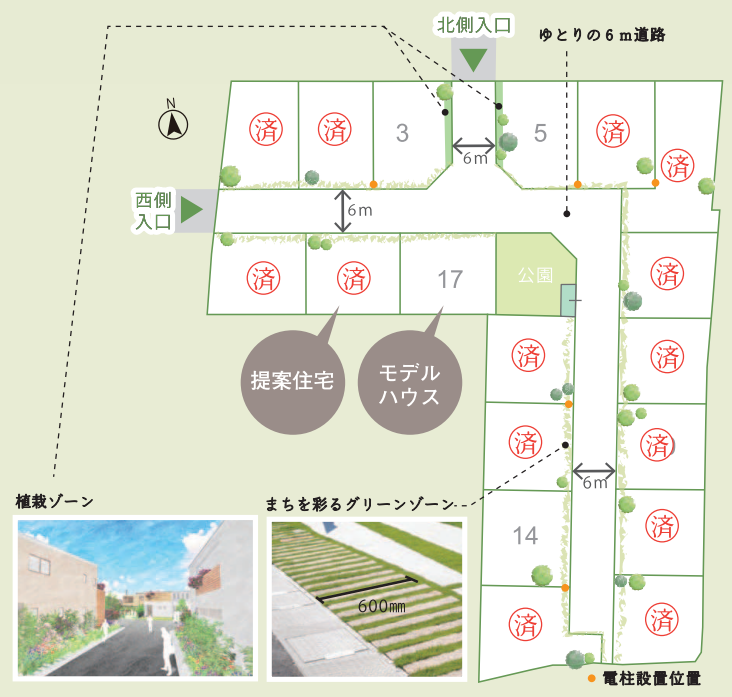 北側入口
ゆとりの6m道路
N
済
済
3
5
済
済
6m
西側
入口
6m
済
済
17
公園
済
提案住宅
モデル
ハウス
済
済
済
済
6m
植栽ゾーン
まちを彩るグリーンゾーン
14
済
600mm
済
済
電柱設置位置